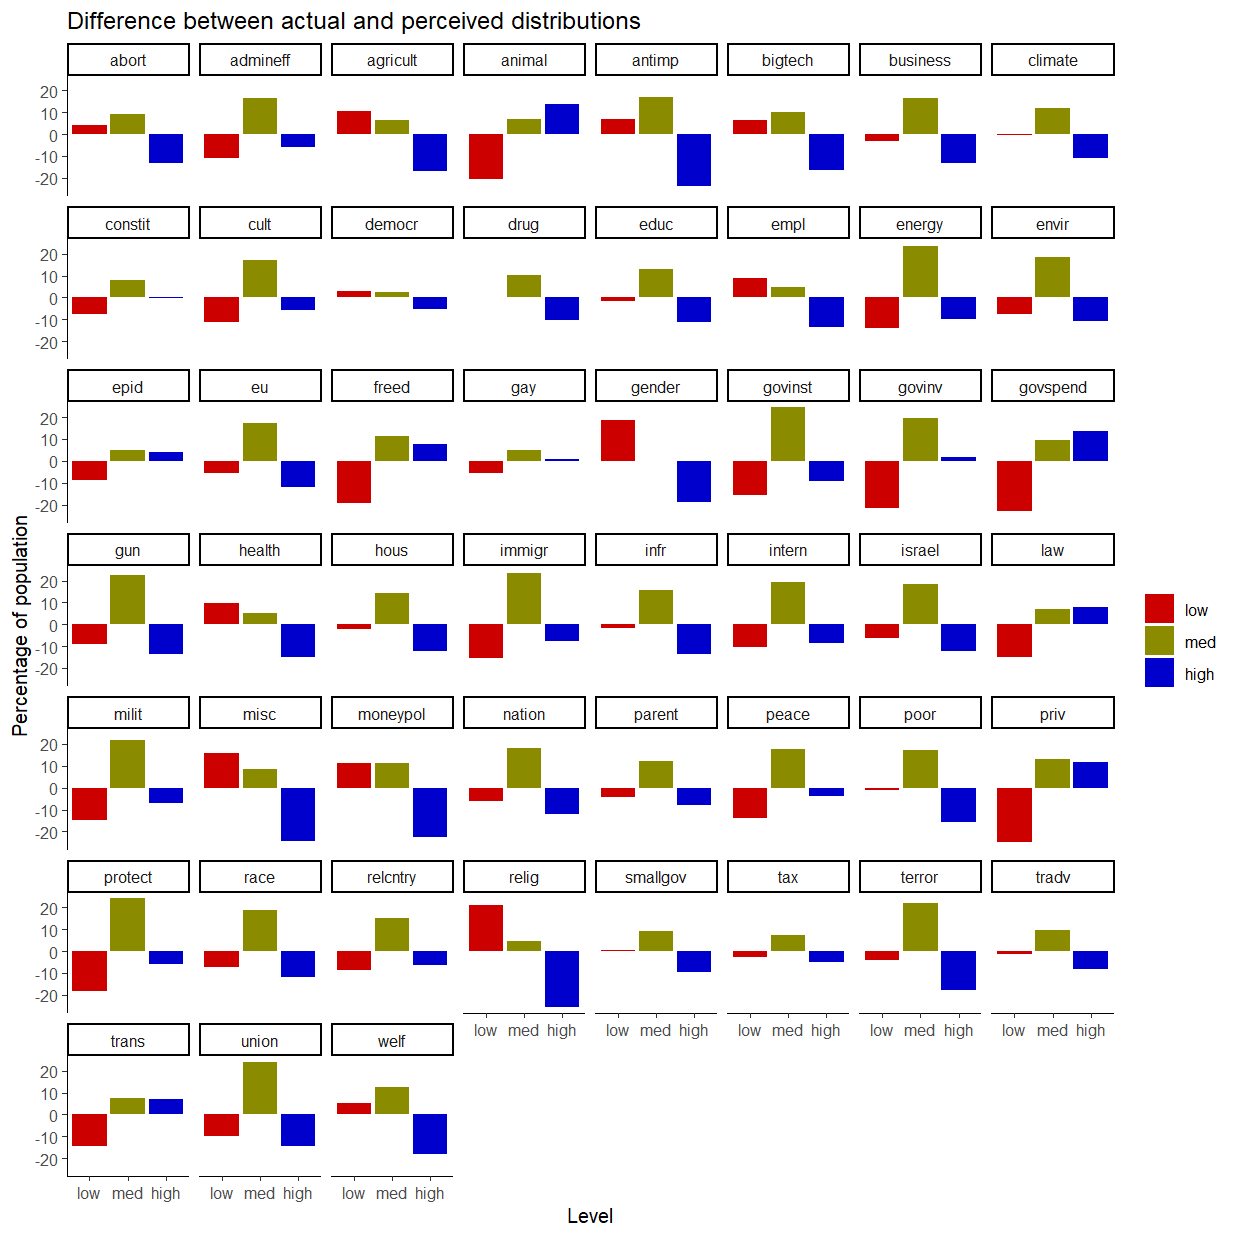 Difference between actual and perceived distributions
abort admineff agricult animal antimp bigtech business climate
20
10
0
-10
-20
constit cult democr drug educ empl energy envir
20
10
0
-10
-20
epid eu freed gay gender govinst govinv govspend
20
10
0
-10
-20
gun health hous immigr infr intern israel law
20
10
0
-10
-20
milit misc moneypol nation parent peace poor priv
20
10
0
-10
-20
protect race relcntry relig smallgov tax terror tradv
20
10
0
-10
-20
low med high low med high low med high low med high low med high
trans union welf
20
10
0
-10
-20
low med high low med high low med high
Level
Percentage of population
low
med
high